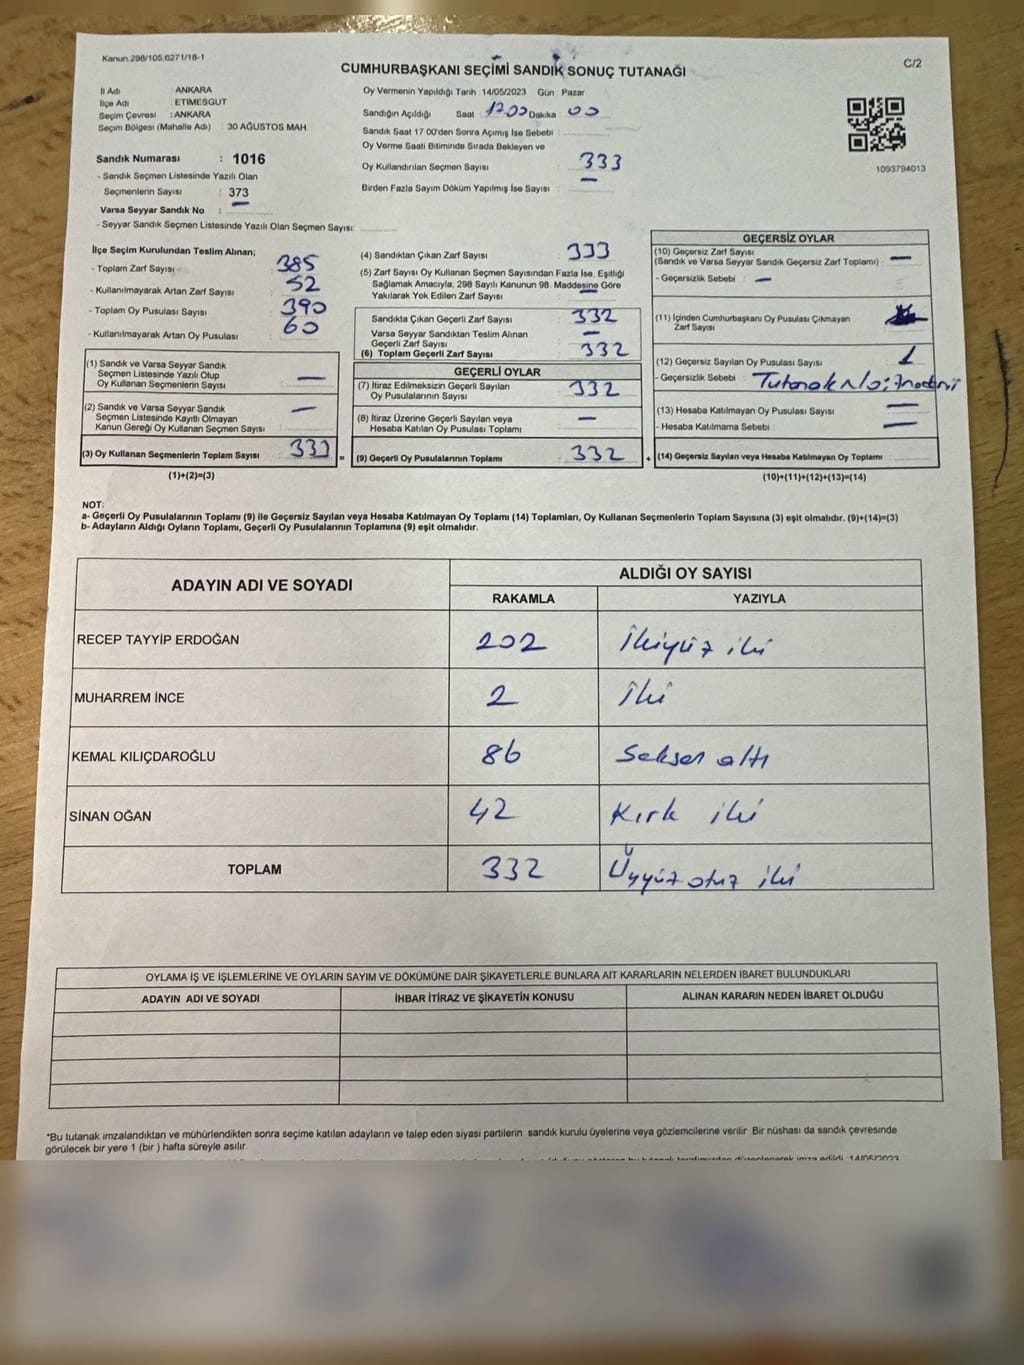 Kanun.298/105,6271/18-1
C/2
CUMHURBAŞKANI SEÇİMİ SANDIK SONUÇ TUTANAĞI
İl Adı : ANKARA
İlçe Adı : ETİMESGUT
Seçim Çevresi : ANKARA
Seçim Bölgesi (Mahalle Adı) : 30 AĞUSTOS MAH
Sandık Numarası : 1016
- Sandık Seçmen Listesinde Yazılı Olan
Seçmenlerin Sayısı : 373
Varsa Seyyar Sandık No :
- Seyyar Sandık Seçmen Listesinde Yazılı Olan Seçmen Sayısı:
Oy Vermenin Yapıldığı Tarih :14/05/2023 Gün Pazar
Sandığın Açıldığı Saat : 17.00 Dakika 00
Sandık Saat 17:00'den Sonra Açımış İse Sebebi :
Oy Verme Saati Bitiminde Sırada Bekleyen ve
Oy Kullandırılan Seçmen Sayısı : 333
Birden Fazla Sayım Döküm Yapılmış İse Sayısı : —
1093794013
İlçe Seçim Kurulundan Teslim Alınan;
- Toplam Zarf Sayısı 385
- Kullanılmayarak Artan Zarf Sayısı 52
- Toplam Oy Pusulası Sayısı 390
- Kullanılmayarak Artan Oy Pusulası 60
(1) Sandık ve Varsa Seyyar Sandık
Seçmen Listesinde Yazılı Olup
Oy Kullanan Seçmenlerin Sayısı —
(2) Sandık ve Varsa Seyyar Sandık
Seçmen Listesinde Kayıtlı Olmayan
Kanun Gereği Oy Kullanan Seçmen Sayısı —
(3) Oy Kullanan Seçmenlerin Toplam Sayısı 333
(1)+(2)=(3)
=
(4) Sandıktan Çıkan Zarf Sayısı : 333
(5) Zarf Sayısı Oy Kullanan Seçmen Sayısından Fazla İse, Eşitliği
Sağlamak Amacıyla, 298 Sayılı Kanunun 98. Maddesine Göre
Yakılarak Yok Edilen Zarf Sayısı : —
Sandıkta Çıkan Geçerli Zarf Sayısı : 332
Varsa Seyyar Sandıktan Teslim Alınan
Geçerli Zarf Sayısı : —
(6) Toplam Geçerli Zarf Sayısı : 332
GEÇERLİ OYLAR
(7) İtiraz Edilmeksizin Geçerli Sayılan
Oy Pusulalarının Sayısı : 332
(8) İtiraz Üzerine Geçerli Sayılan veya
Hesaba Katılan Oy Pusulası Toplamı : —
(9) Geçerli Oy Pusulalarının Toplamı : 332
+
GEÇERSİZ OYLAR
(10) Geçersiz Zarf Sayısı
(Sandık ve Varsa Seyyar Sandık Geçersiz Zarf Toplamı) : —
- Geçersizlik Sebebi : —
(11) İçinden Cumhurbaşkanı Oy Pusulası Çıkmayan
Zarf Sayısı
(12) Geçersiz Sayılan Oy Pusulası Sayısı : 1
- Geçersizlik Sebebi :
(13) Hesaba Katılmayan Oy Pusulası Sayısı : —
- Hesaba Katılmama Sebebi : —
(14) Geçersiz Sayılan veya Hesaba Katılmayan Oy Toplamı :
(10)+(11)+(12)+(13)=(14)
NOT:
a- Geçerli Oy Pusulalarının Toplamı (9) ile Geçersiz Sayılan veya Hesaba Katılmayan Oy Toplamı (14) Toplamları, Oy Kullanan Seçmenlerin Toplam Sayısına (3) eşit olmalıdır. (9)+(14)=(3)
b- Adayların Aldığı Oyların Toplamı, Geçerli Oy Pusulalarının Toplamına (9) eşit olmalıdır.
ADAYIN ADI VE SOYADI
ALDIĞI OY SAYISI
RAKAMLA YAZIYLA
RECEP TAYYİP ERDOĞAN 202 İkiyüz iki
MUHARREM İNCE 2 İki
KEMAL KILIÇDAROĞLU 86 Seksen altı
SİNAN OĞAN 42 Kırk iki
TOPLAM 332 Üçyüz otuz iki
OYLAMA İŞ VE İŞLEMLERİNE VE OYLARIN SAYIM VE DÖKÜMÜNE DAİR ŞİKAYETLERLE BUNLARA AİT KARARLARIN NELERDEN İBARET BULUNDUKLARI
ADAYIN ADI VE SOYADI İHBAR İTİRAZ VE ŞİKAYETİN KONUSU ALINAN KARARIN NEDEN İBARET OLDUĞU
*Bu tutanak imzalandıktan ve mühürlendikten sonra seçime katılan adayların ve talep eden siyasi partilerin sandık kurulu üyelerine veya gözlemcilerine verilir .Bir nüshası da sandık çevresinde
görülecek bir yere 1 (bir ) hafta süreyle asılır.